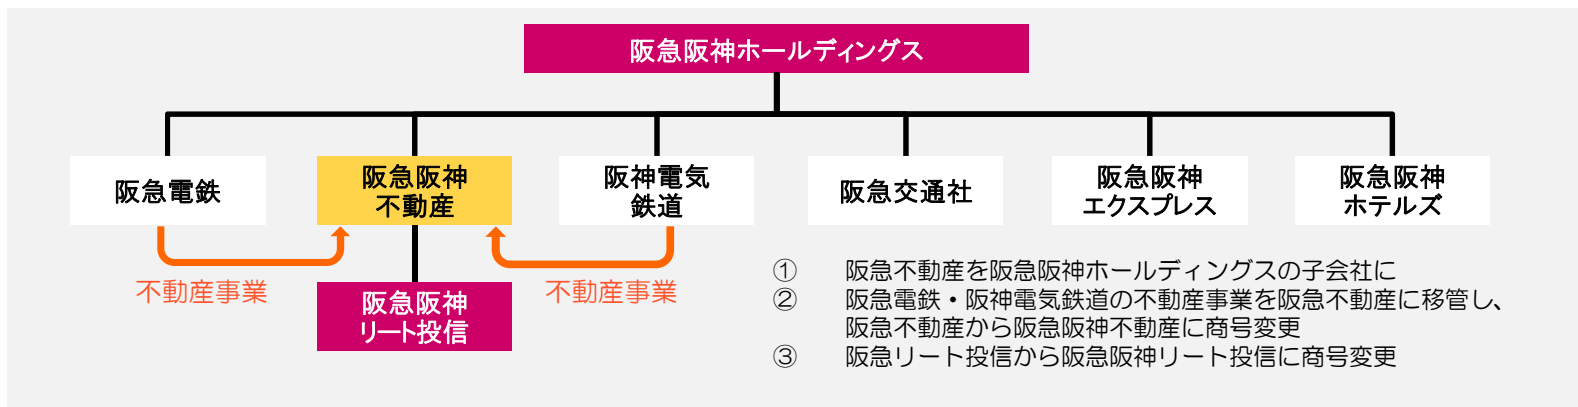 阪急阪神ホールディングス
阪急電鉄
阪急阪神
不動産
阪神電気
鉄道
阪急交通社
阪急阪神
エクスプレス
阪急阪神
ホテルズ
不動産事業
不動産事業
阪急阪神
リート投信
① 阪急不動産を阪急阪神ホールディングスの子会社に
② 阪急電鉄・阪神電気鉄道の不動産事業を阪急不動産に移管し、
阪急不動産から阪急阪神不動産に商号変更
③ 阪急リート投信から阪急阪神リート投信に商号変更